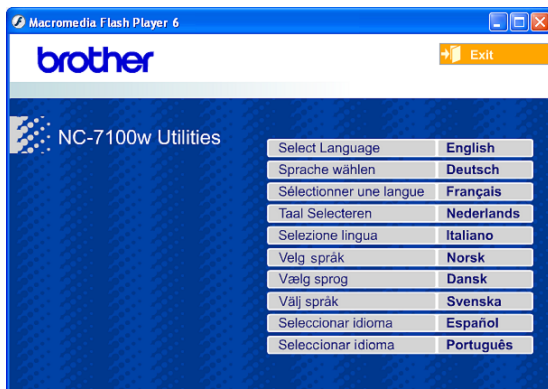 Macromedia Flash Player 6
brother
Exit
NC-7100w Utilities
Select Language English
Sprache wählen Deutsch
Sélectionner une langue Français
Taal Selecteren Nederlands
Selezione lingua Italiano
Velg språk Norsk
Vælg sprog Dansk
Välj språk Svenska
Seleccionar idioma Español
Seleccionar idioma Português